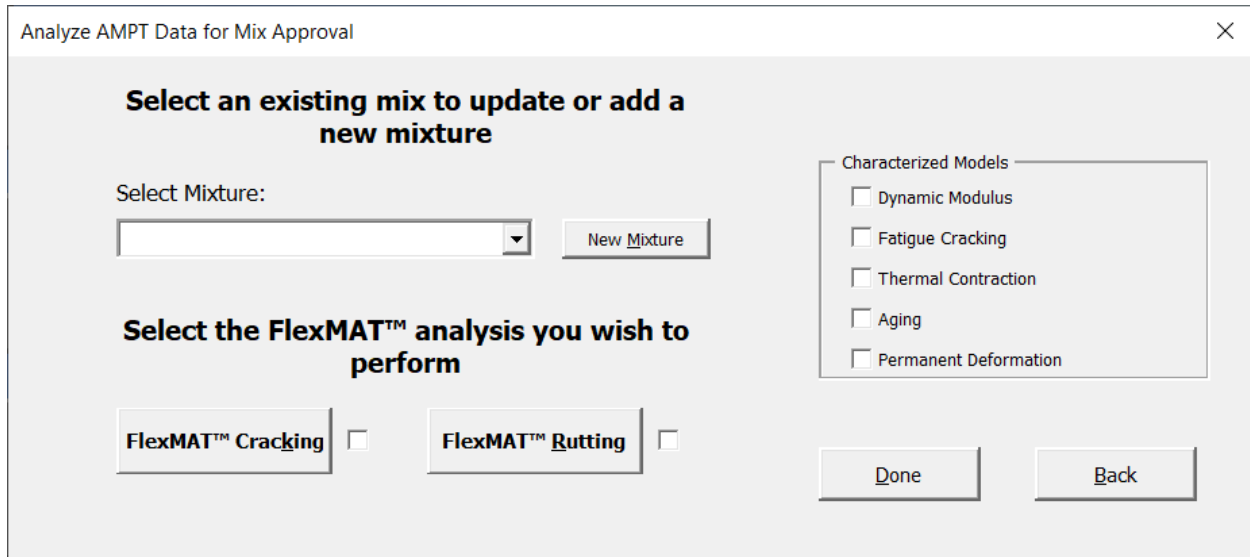 Analyze AMPT Data for Mix Approval
Select an existing mix to update or add a
new mixture
Select Mixture:
New Mixture
Select the FlexMAT™ analysis you wish to
perform
FlexMAT™ Cracking
FlexMAT™ Rutting
Characterized Models
Dynamic Modulus
Fatigue Cracking
Thermal Contraction
Aging
Permanent Deformation
Done
Back